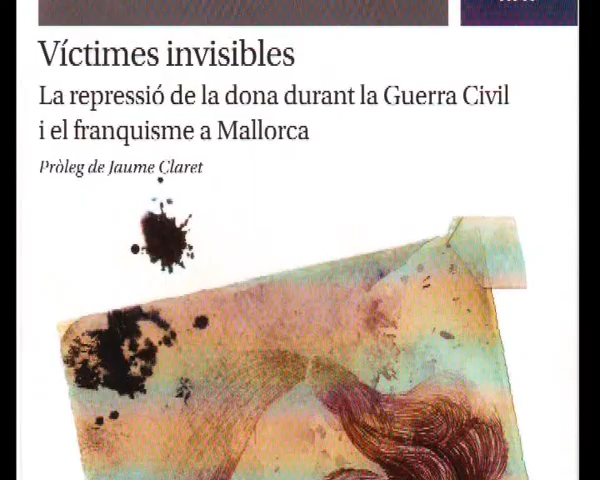 Víctimes invisibles
La repressió de la dona durant la Guerra Civil
i el franquisme a Mallorca
Pròleg de Jaume Claret